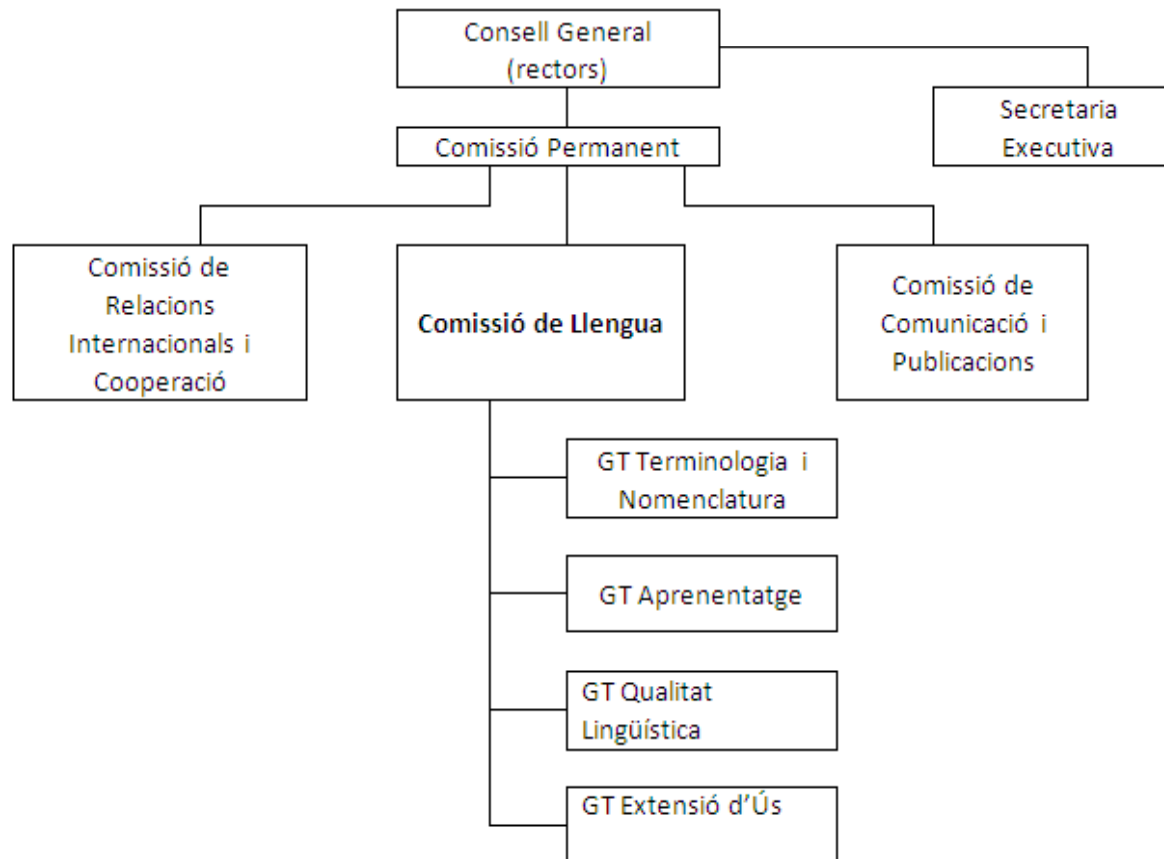 Consell General
(rectors)
Secretaria
Executiva
Comissió Permanent
Comissió de
Relacions
Internacionals i
Cooperació
Comissió de Llengua
Comissió de
Comunicació i
Publicacions
GT Terminologia i
Nomenclatura
GT Aprenentatge
GT Qualitat
Lingüística
GT Extensió d’Ús